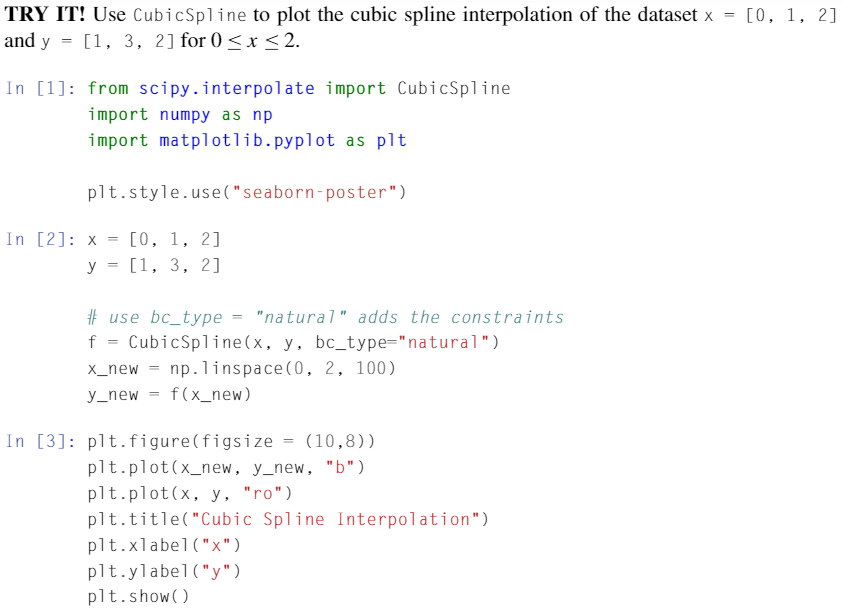 TRY IT! Use CubicSpline to plot the cubic spline interpolation of the dataset x = [0, 1, 2]
and y = [1, 3, 2] for 0 ≤ x ≤ 2.
In [1]: from scipy.interpolate import CubicSpline
import numpy as np
import matplotlib.pyplot as plt
plt.style.use("seaborn-poster")
In [2]: x = [0, 1, 2]
y = [1, 3, 2]
# use bc_type = "natural" adds the constraints
f = CubicSpline(x, y, bc_type="natural")
x_new = np.linspace(0, 2, 100)
y_new = f(x_new)
In [3]: plt.figure(figsize = (10,8))
plt.plot(x_new, y_new, "b")
plt.plot(x, y, "ro")
plt.title("Cubic Spline Interpolation")
plt.xlabel("x")
plt.ylabel("y")
plt.show()